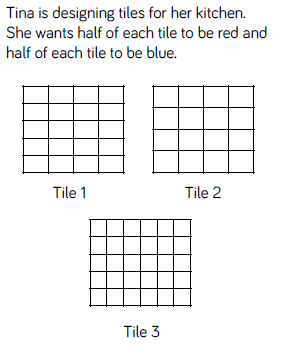 Tina is designing tiles for her kitchen.
She wants half of each tile to be red and
half of each tile to be blue.
Tile 1
Tile 2
Tile 3